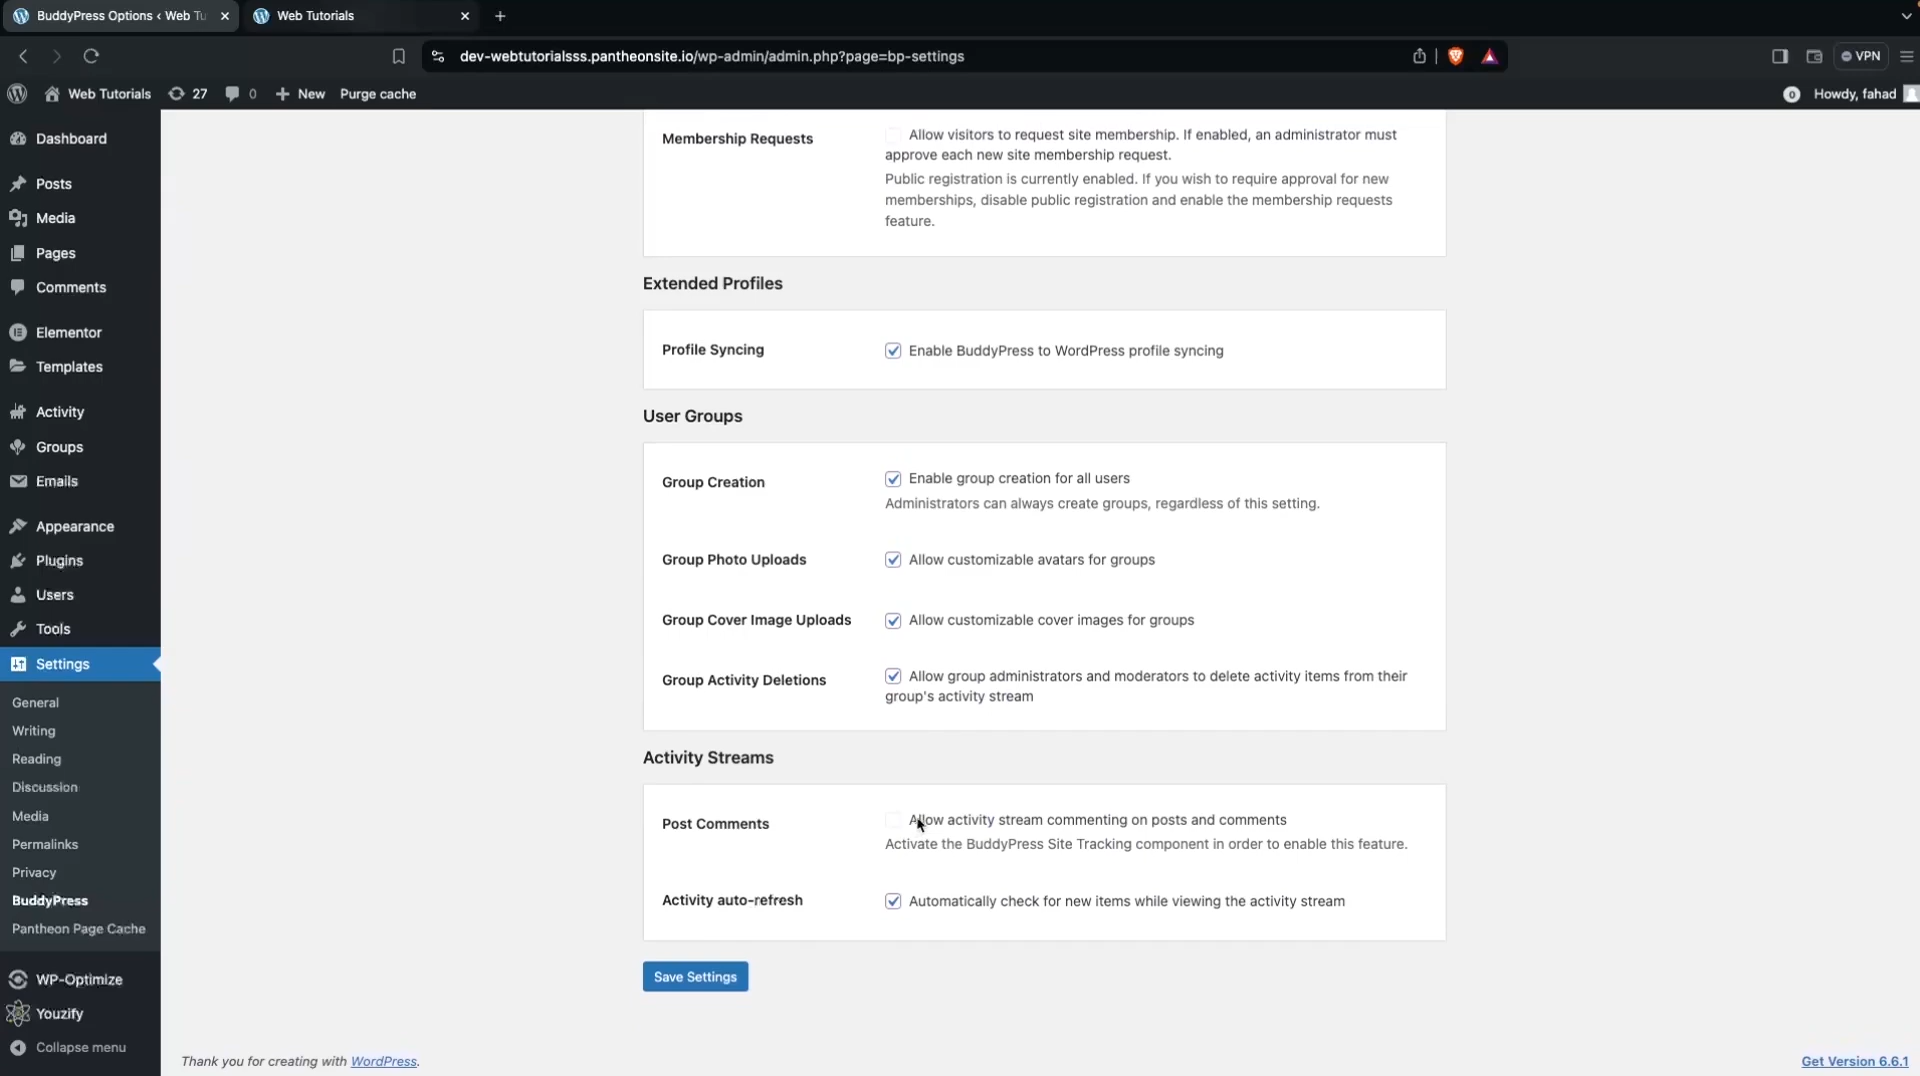 BuddyPress Options ‹ Web Tu
Web Tutorials
dev-webtutorialsss.pantheonsite.io/wp-admin/admin.php?page=bp-settings
VPN
Web Tutorials
27
0
New
Purge cache
0
Howdy, fahad
Dashboard
Posts
Media
Pages
Comments
Elementor
Templates
Activity
Groups
Emails
Appearance
Plugins
Users
Tools
Settings
General
Writing
Reading
Discussion
Media
Permalinks
Privacy
BuddyPress
Pantheon Page Cache
WP-Optimize
Youzify
Collapse menu
Membership Requests
Allow visitors to request site membership. If enabled, an administrator must
approve each new site membership request.
Public registration is currently enabled. If you wish to require approval for new
memberships, disable public registration and enable the membership requests
feature.
Extended Profiles
Profile Syncing
Enable BuddyPress to WordPress profile syncing
User Groups
Group Creation
Enable group creation for all users
Administrators can always create groups, regardless of this setting.
Group Photo Uploads
Allow customizable avatars for groups
Group Cover Image Uploads
Allow customizable cover images for groups
Group Activity Deletions
Allow group administrators and moderators to delete activity items from their
group's activity stream
Activity Streams
Post Comments
Allow activity stream commenting on posts and comments
Activate the BuddyPress Site Tracking component in order to enable this feature.
Activity auto-refresh
Automatically check for new items while viewing the activity stream
Save Settings
Thank you for creating with WordPress.
Get Version 6.6.1